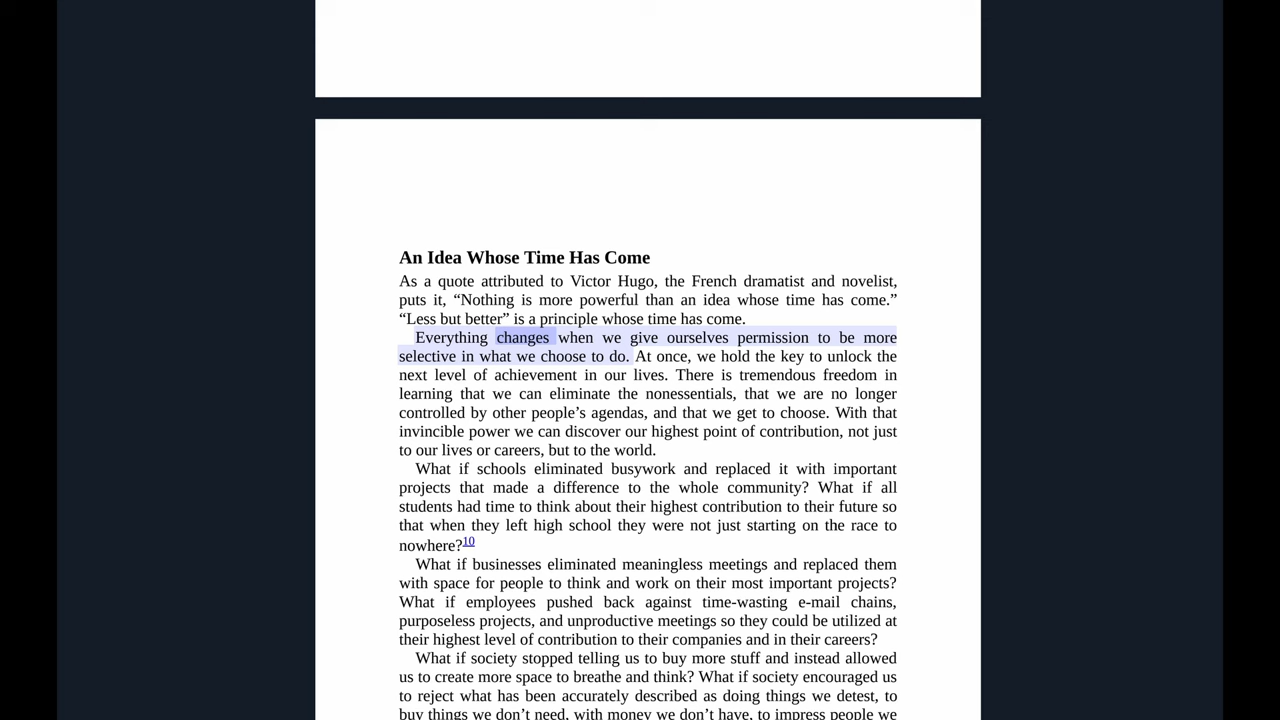 An Idea Whose Time Has Come
As a quote attributed to Victor Hugo, the French dramatist and novelist,
puts it, “Nothing is more powerful than an idea whose time has come.”
“Less but better” is a principle whose time has come.
Everything changes when we give ourselves permission to be more
selective in what we choose to do. At once, we hold the key to unlock the
next level of achievement in our lives. There is tremendous freedom in
learning that we can eliminate the nonessentials, that we are no longer
controlled by other people’s agendas, and that we get to choose. With that
invincible power we can discover our highest point of contribution, not just
to our lives or careers, but to the world.
What if schools eliminated busywork and replaced it with important
projects that made a difference to the whole community? What if all
students had time to think about their highest contribution to their future so
that when they left high school they were not just starting on the race to
nowhere?10
What if businesses eliminated meaningless meetings and replaced them
with space for people to think and work on their most important projects?
What if employees pushed back against time-wasting e-mail chains,
purposeless projects, and unproductive meetings so they could be utilized at
their highest level of contribution to their companies and in their careers?
What if society stopped telling us to buy more stuff and instead allowed
us to create more space to breathe and think? What if society encouraged us
to reject what has been accurately described as doing things we detest, to
buy things we don’t need, with money we don’t have, to impress people we